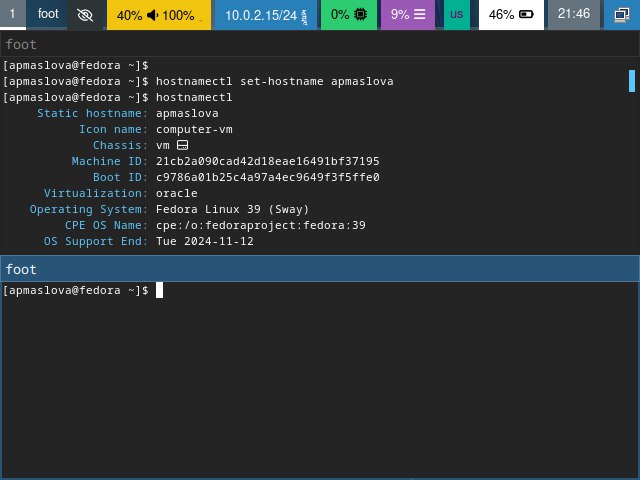 1 foot 40% 100% 10.0.2.15/24 0% 9% us 46% 21:46
foot
[apmaslova@fedora ~]$
[apmaslova@fedora ~]$ hostnamectl set-hostname apmaslova
[apmaslova@fedora ~]$ hostnamectl
Static hostname: apmaslova
Icon name: computer-vm
Chassis: vm
Machine ID: 21cb2a090cad42d18eae16491bf37195
Boot ID: c9786a01b25c4a97a4ec9649f3f5ffe0
Virtualization: oracle
Operating System: Fedora Linux 39 (Sway)
CPE OS Name: cpe:/o:fedoraproject:fedora:39
OS Support End: Tue 2024-11-12
foot
[apmaslova@fedora ~]$